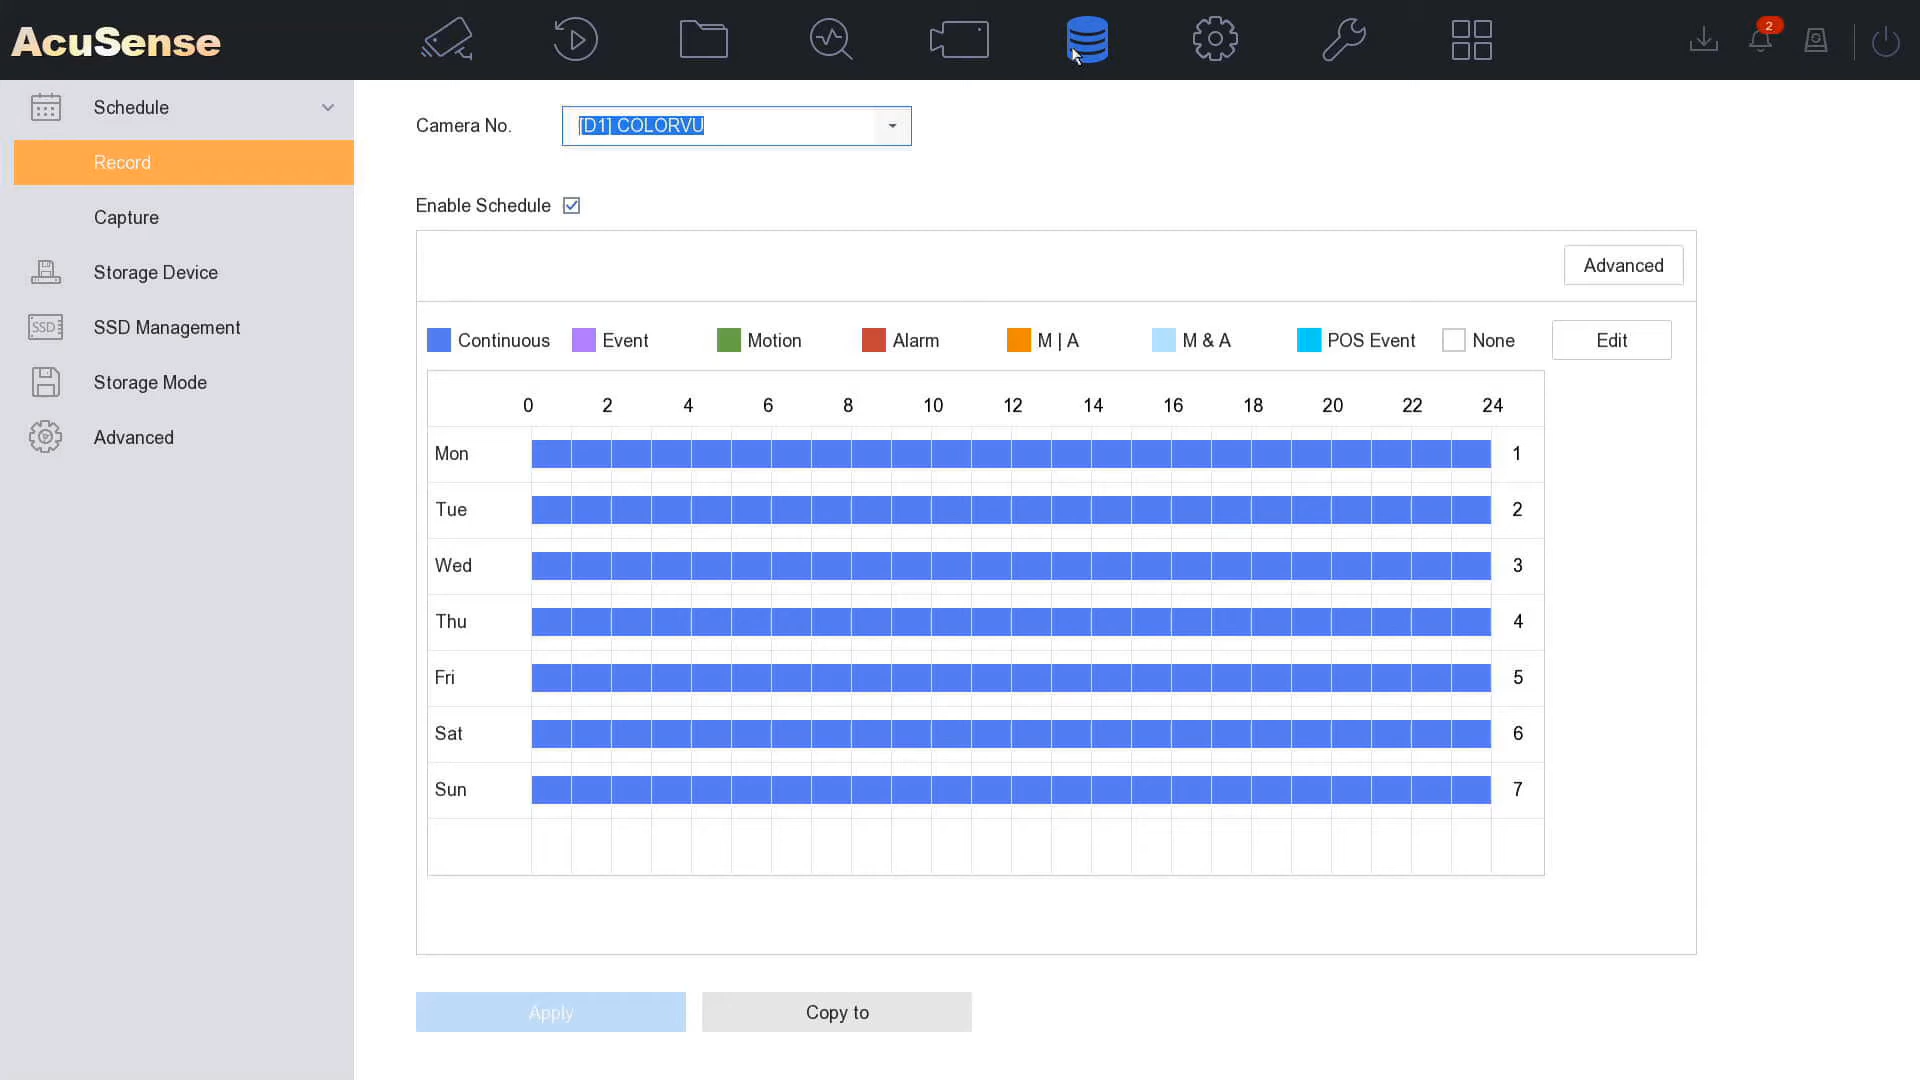 AcuSense
2
Schedule
Record
Capture
Storage Device
SSD
SSD Management
Storage Mode
Advanced
Camera No. [D1] COLORVU
Enable Schedule
Advanced
Continuous Event Motion Alarm M | A M & A POS Event None Edit
0 2 4 6 8 10 12 14 16 18 20 22 24
Mon 1
Tue 2
Wed 3
Thu 4
Fri 5
Sat 6
Sun 7
Apply Copy to